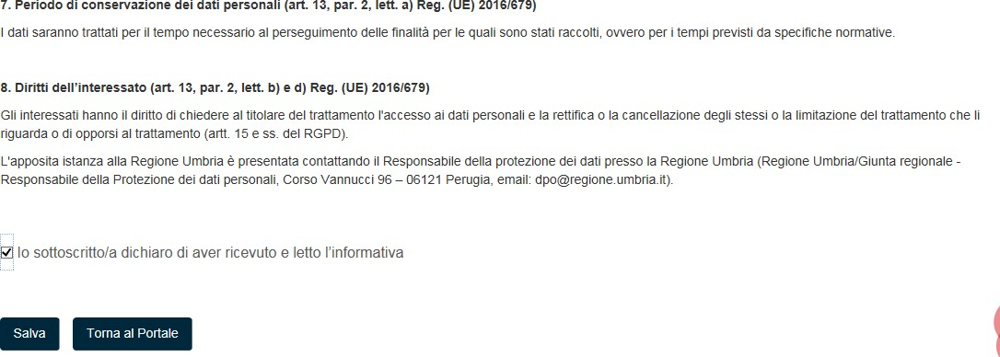 7. Periodo di conservazione dei dati personali (art. 13, par. 2, lett. a) Reg. (UE) 2016/679)
I dati saranno trattati per il tempo necessario al perseguimento delle finalità per le quali sono stati raccolti, ovvero per i tempi previsti da specifiche normative.
8. Diritti dell’interessato (art. 13, par. 2, lett. b) e d) Reg. (UE) 2016/679)
Gli interessati hanno il diritto di chiedere al titolare del trattamento l'accesso ai dati personali e la rettifica o la cancellazione degli stessi o la limitazione del trattamento che li
riguarda o di opporsi al trattamento (artt. 15 e ss. del RGPD).
L'apposita istanza alla Regione Umbria è presentata contattando il Responsabile della protezione dei dati presso la Regione Umbria (Regione Umbria/Giunta regionale -
Responsabile della Protezione dei dati personali, Corso Vannucci 96 – 06121 Perugia, email: dpo@regione.umbria.it).
Io sottoscritto/a dichiaro di aver ricevuto e letto l’informativa
Salva Torna al Portale